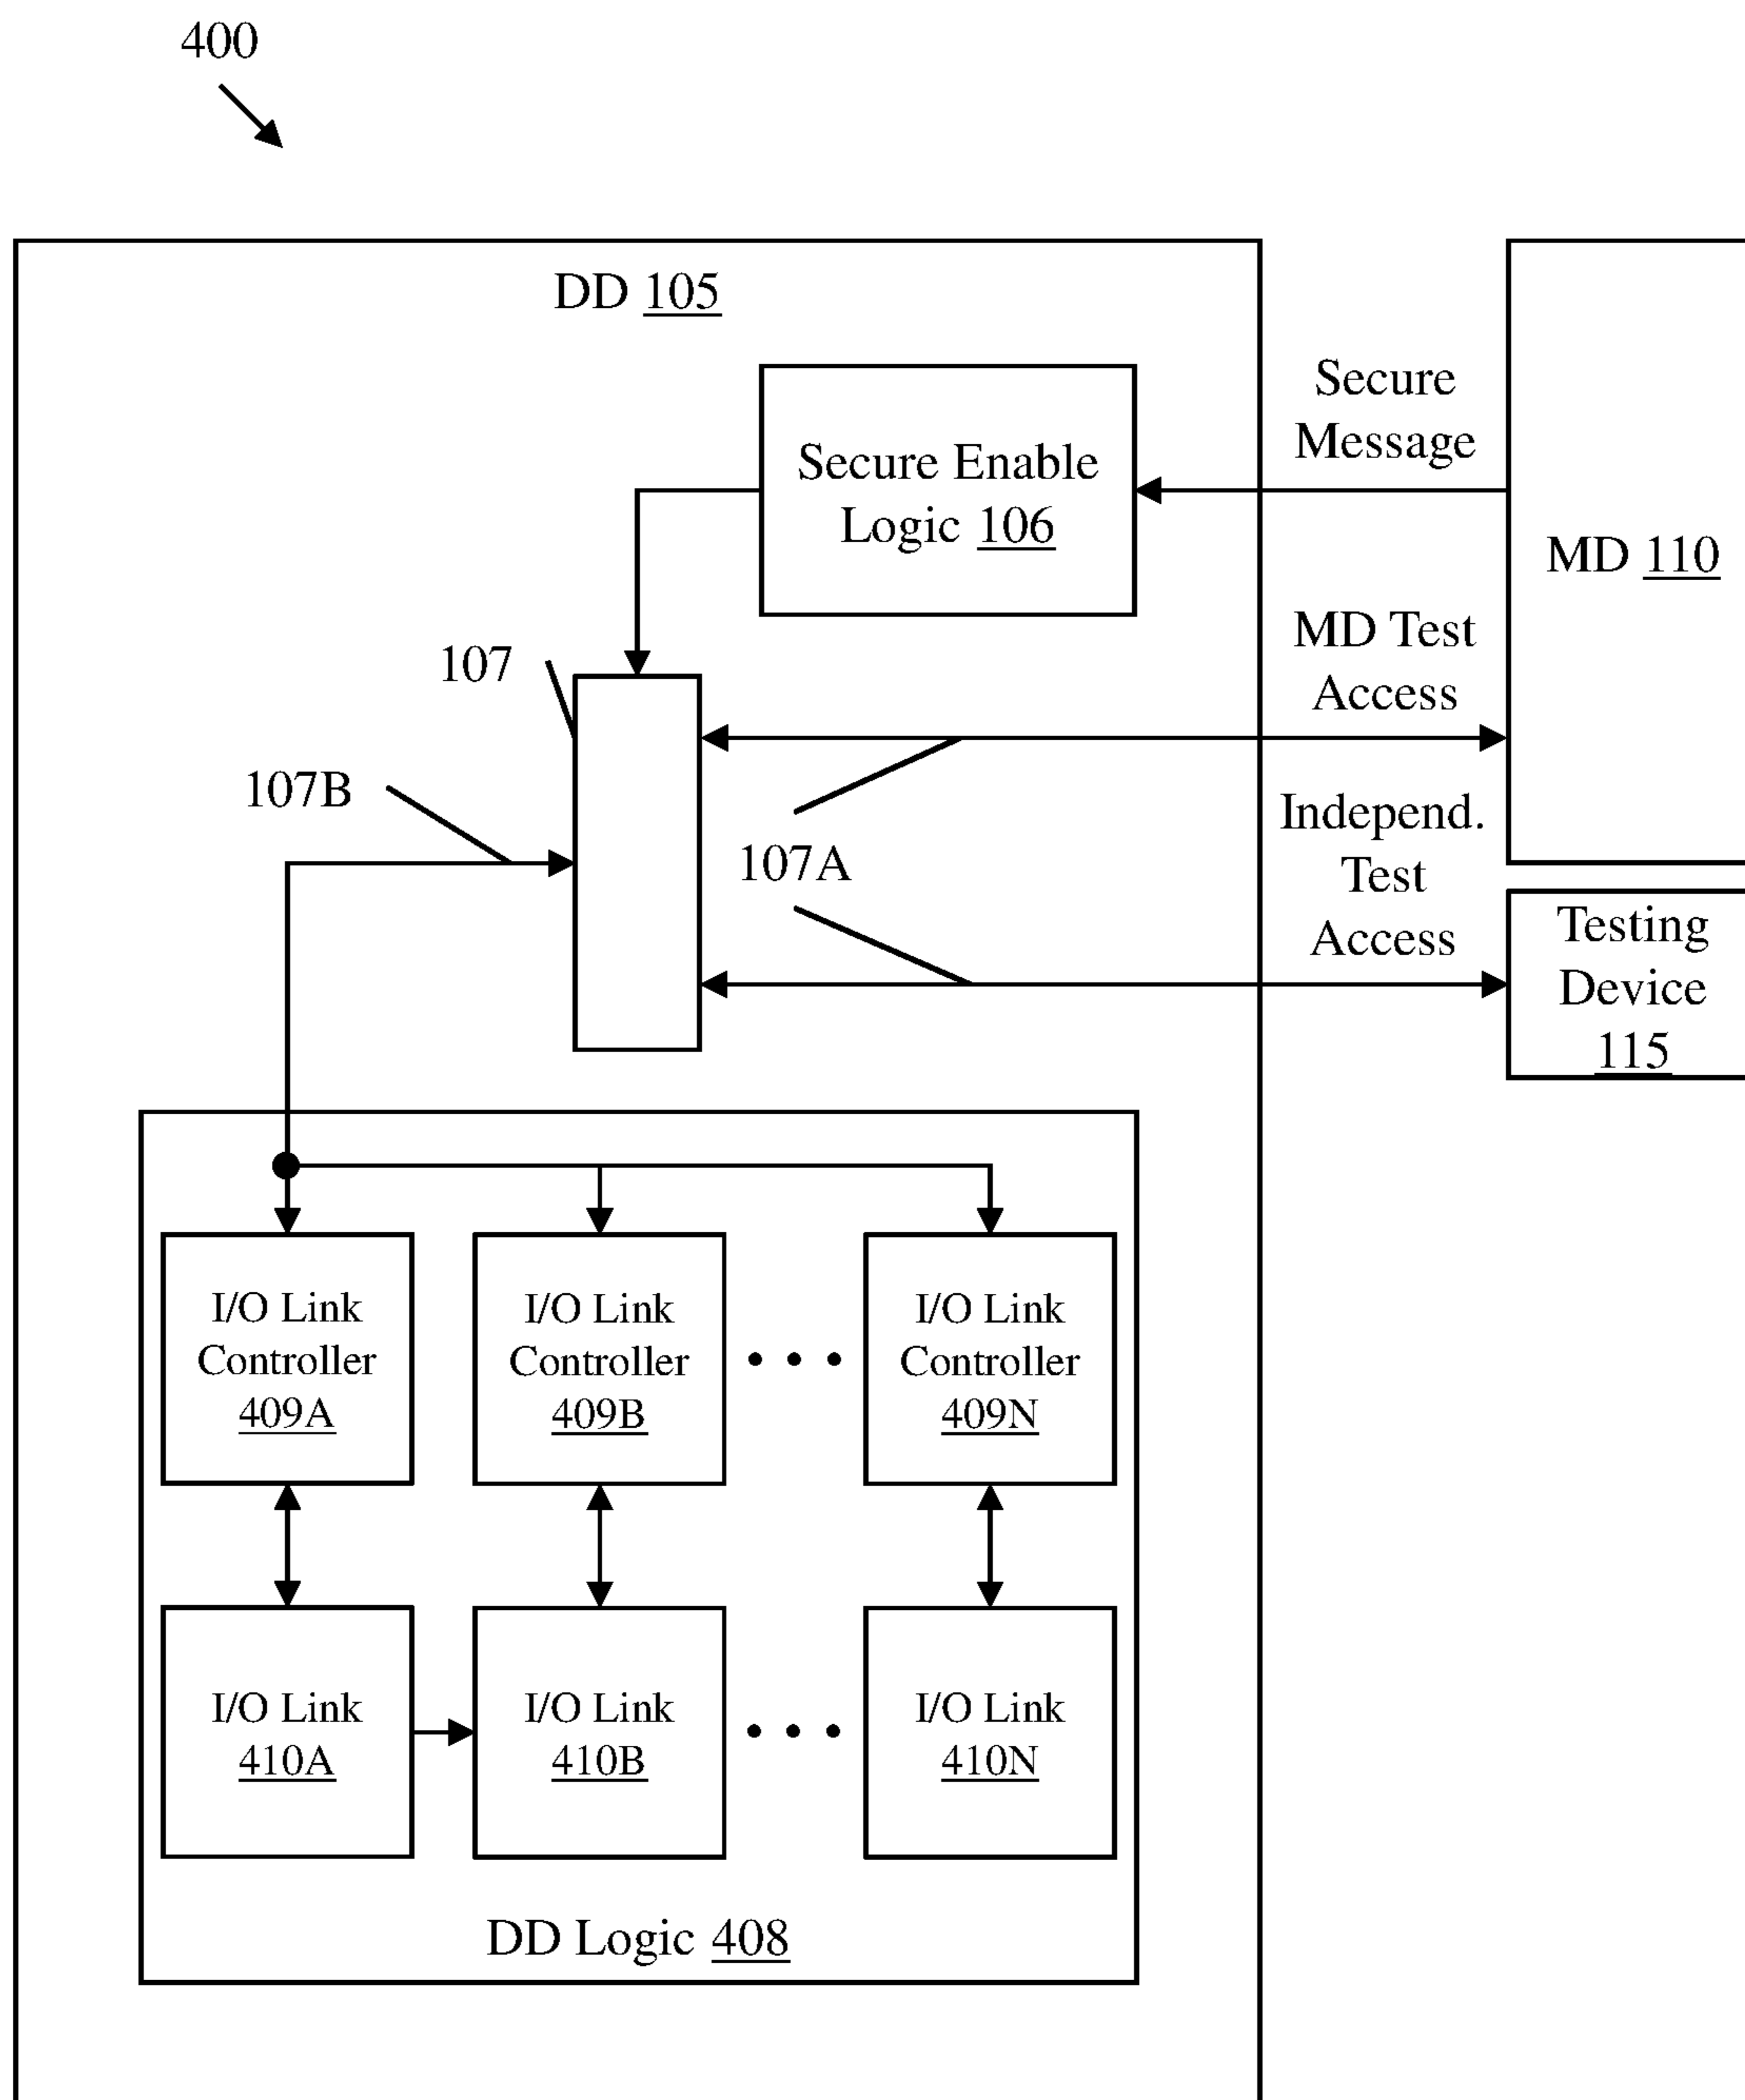 400
DD 105
Secure
Message
Secure Enable
Logic 106
MD 110
MD Test
Access
107
107B
107A
Independ.
Test
Access
Testing
Device
115
I/O Link
Controller
409A
I/O Link
Controller
409B
I/O Link
Controller
409N
I/O Link
410A
I/O Link
410B
I/O Link
410N
DD Logic 408